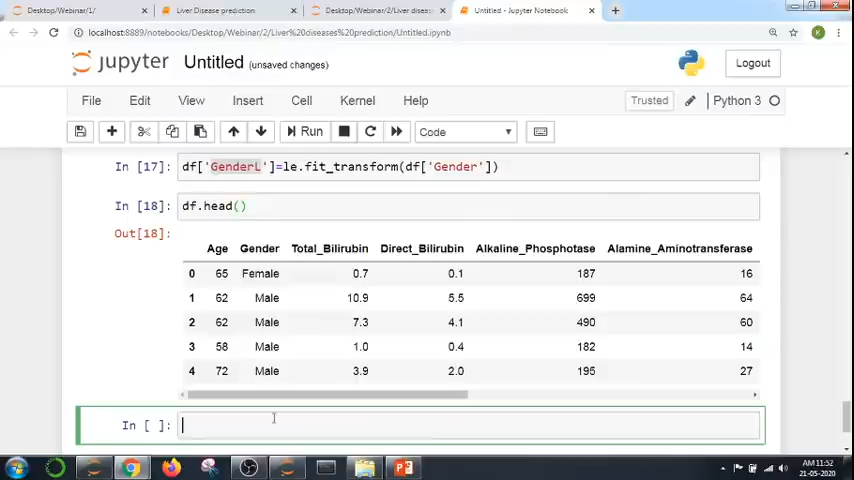 Desktop/Webinar/1/ Liver Disease prediction Desktop/Webinar/2/Liver diseas Untitled - Jupyter Notebook
localhost:8889/notebooks/Desktop/Webinar/2/Liver%20diseases%20prediction/Untitled.ipynb
jupyter Untitled (unsaved changes) Logout
File Edit View Insert Cell Kernel Help Trusted Python 3
Run Code
In [17]: df['GenderL']=le.fit_transform(df['Gender'])
In [18]: df.head()
Out[18]:
Age Gender Total_Bilirubin Direct_Bilirubin Alkaline_Phosphotase Alamine_Aminotransferase
0 65 Female 0.7 0.1 187 16
1 62 Male 10.9 5.5 699 64
2 62 Male 7.3 4.1 490 60
3 58 Male 1.0 0.4 182 14
4 72 Male 3.9 2.0 195 27
In [ ]:
AM 11:52
21-05-2020